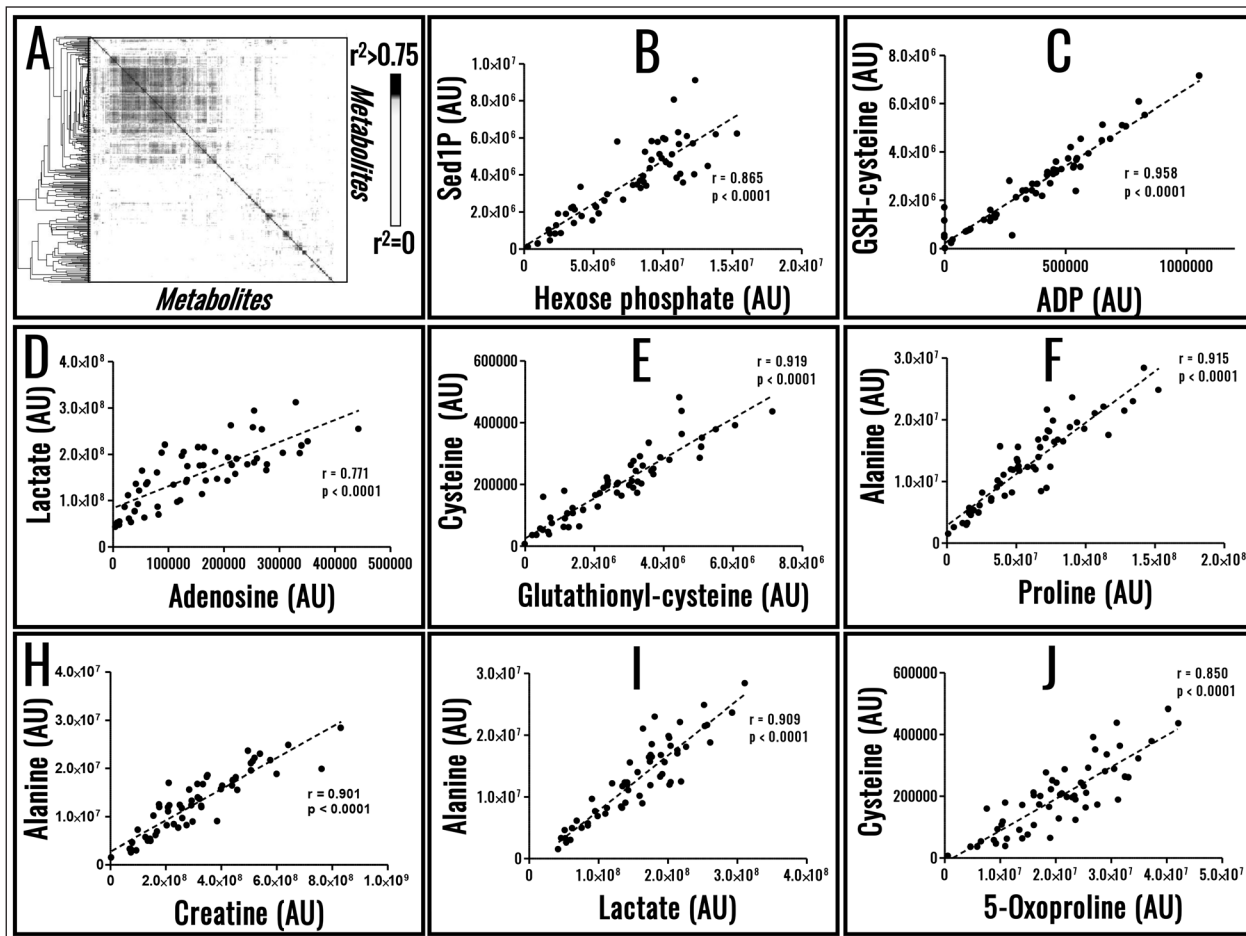 A
r²>0.75
Metabolites
r²=0
Metabolites
B
Sed1P (AU)
1.0×10⁷
8.0×10⁶
6.0×10⁶
4.0×10⁶
2.0×10⁶
0
r = 0.865
p < 0.0001
5.0×10⁶ 1.0×10⁷ 1.5×10⁷ 2.0×10⁷
Hexose phosphate (AU)
C
GSH-cysteine (AU)
8.0×10⁶
6.0×10⁶
4.0×10⁶
2.0×10⁶
0
r = 0.958
p < 0.0001
500000 1000000
ADP (AU)
D
Lactate (AU)
4.0×10⁸
3.0×10⁸
2.0×10⁸
1.0×10⁸
0
r = 0.771
p < 0.0001
0 100000 200000 300000 400000 500000
Adenosine (AU)
E
Cysteine (AU)
600000
400000
200000
0
r = 0.919
p < 0.0001
0 2.0×10⁶ 4.0×10⁶ 6.0×10⁶ 8.0×10⁶
Glutathionyl-cysteine (AU)
F
Alanine (AU)
3.0×10⁷
2.0×10⁷
1.0×10⁷
0
r = 0.915
p < 0.0001
0 5.0×10⁷ 1.0×10⁸ 1.5×10⁸ 2.0×10⁸
Proline (AU)
H
Alanine (AU)
4.0×10⁷
3.0×10⁷
2.0×10⁷
1.0×10⁷
0
r = 0.901
p < 0.0001
0 2.0×10⁸ 4.0×10⁸ 6.0×10⁸ 8.0×10⁸ 1.0×10⁹
Creatine (AU)
I
Alanine (AU)
3.0×10⁷
2.0×10⁷
1.0×10⁷
0
r = 0.909
p < 0.0001
0 1.0×10⁸ 2.0×10⁸ 3.0×10⁸ 4.0×10⁸
Lactate (AU)
J
Cysteine (AU)
600000
400000
200000
0
r = 0.850
p < 0.0001
0 1.0×10⁷ 2.0×10⁷ 3.0×10⁷ 4.0×10⁷ 5.0×10⁷
5-Oxoproline (AU)